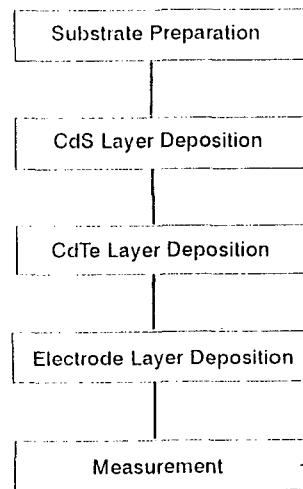 Substrate Preparation
CdS Layer Deposition
CdTe Layer Deposition
Electrode Layer Deposition
Measurement